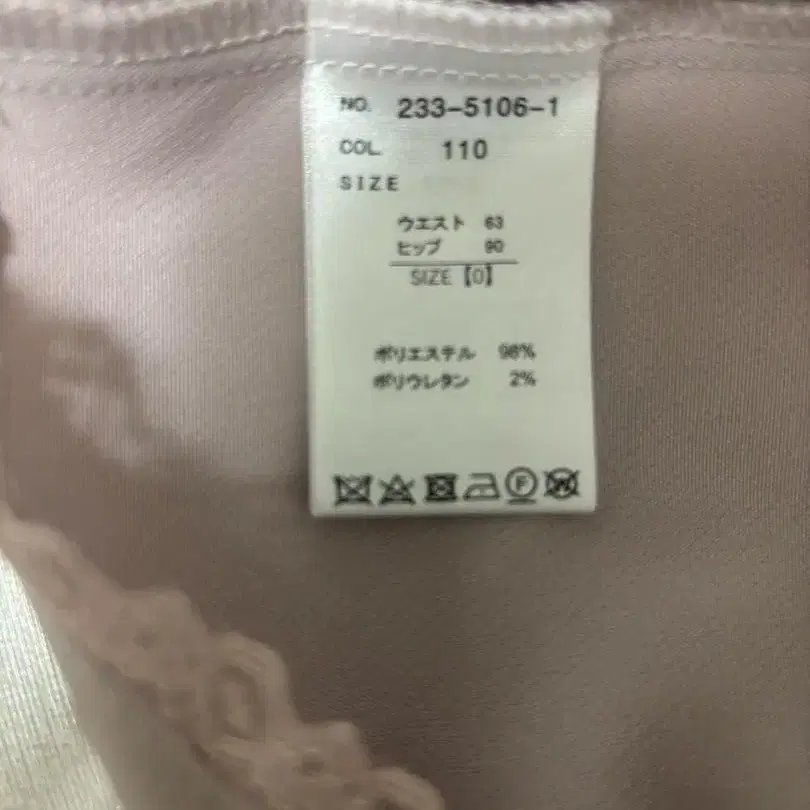 NO. 233-5106-1
COL. 110
SIZE
ウエスト 63
ヒップ 90
SIZE【0】
ポリエステル 98%
ポリウレタン 2%
F W